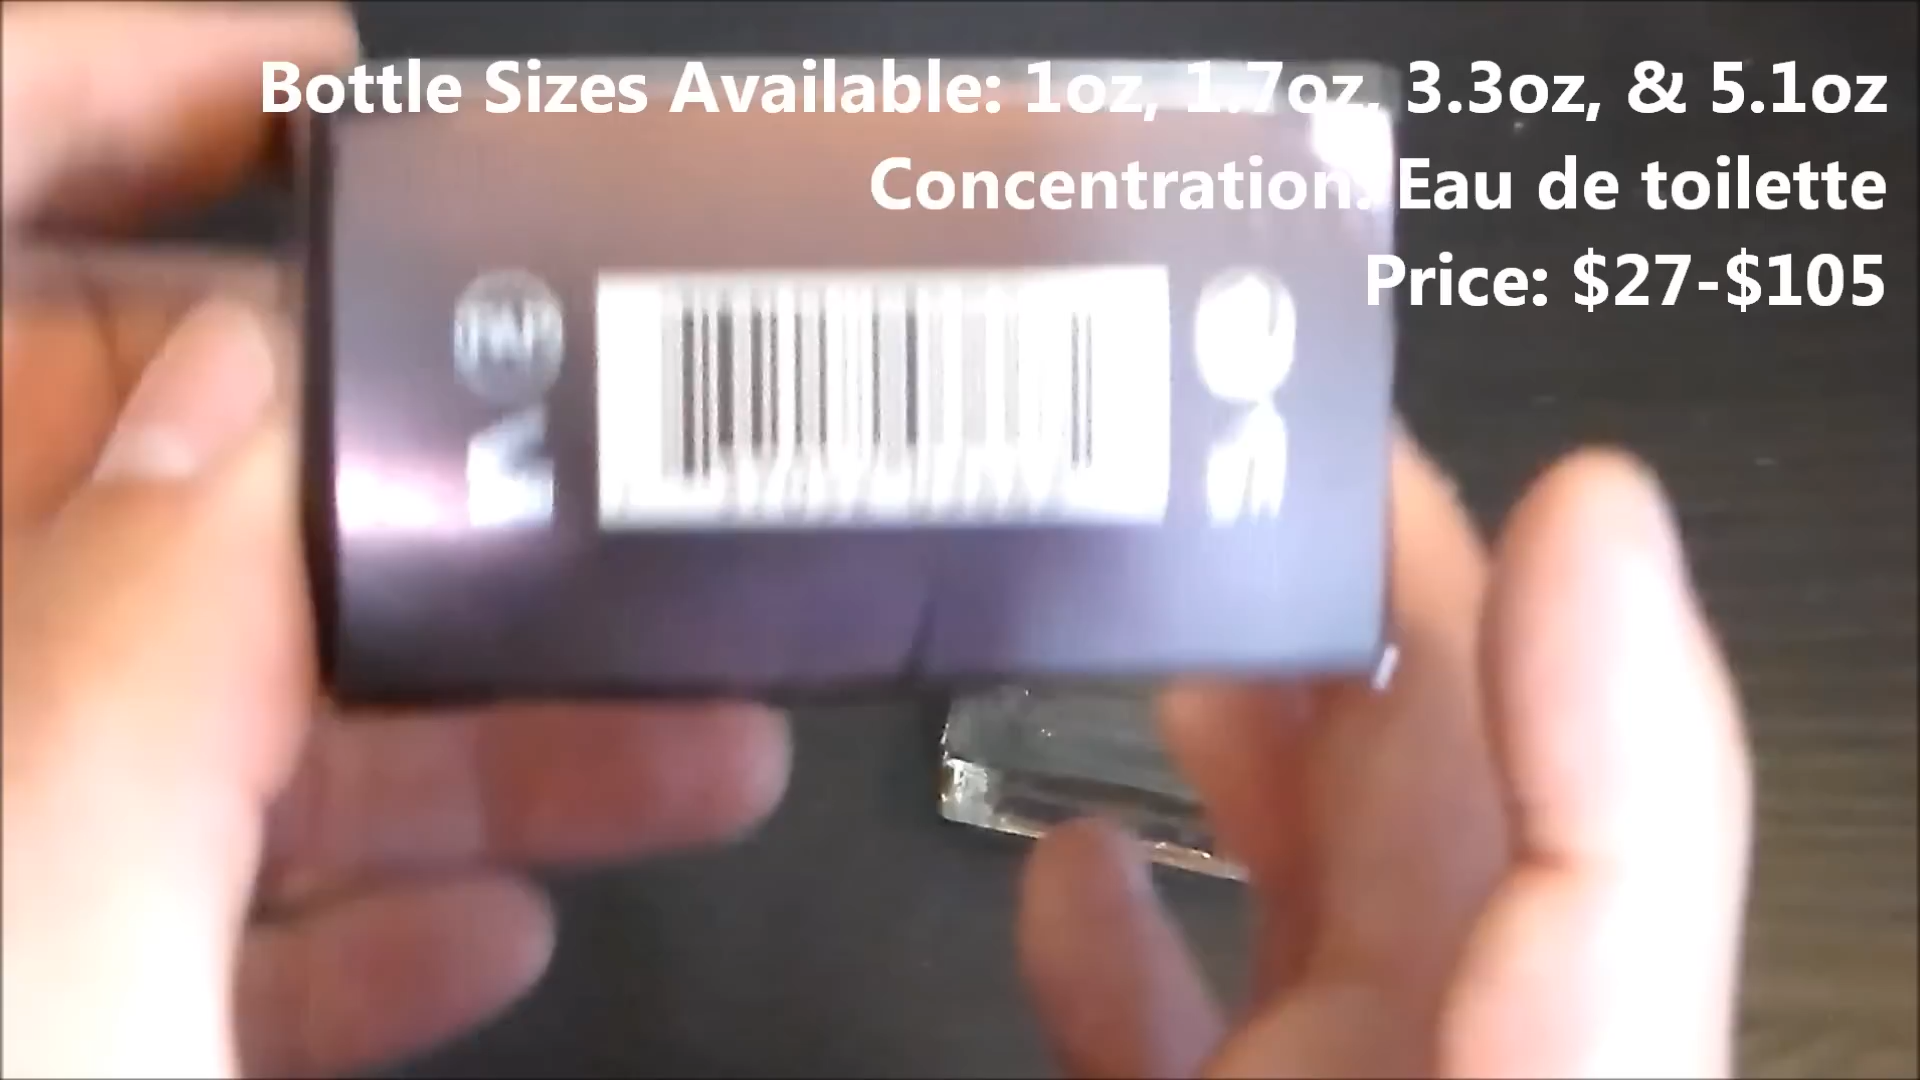 Bottle Sizes Available: 1oz, 1.7oz, 3.3oz, & 5.1oz
Concentration: Eau de toilette
Price: $27-$105